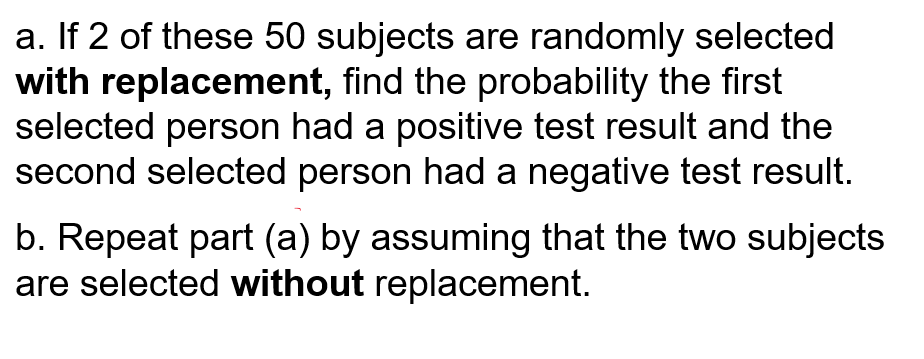 a. If 2 of these 50 subjects are randomly selected
with replacement, find the probability the first
selected person had a positive test result and the
second selected person had a negative test result.
b. Repeat part (a) by assuming that the two subjects
are selected without replacement.